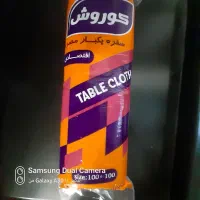 کوروش
سفره یکبار مصرف
اقتصادی
TABLE CLOTH
Size:100×100
Samsung Dual Camera